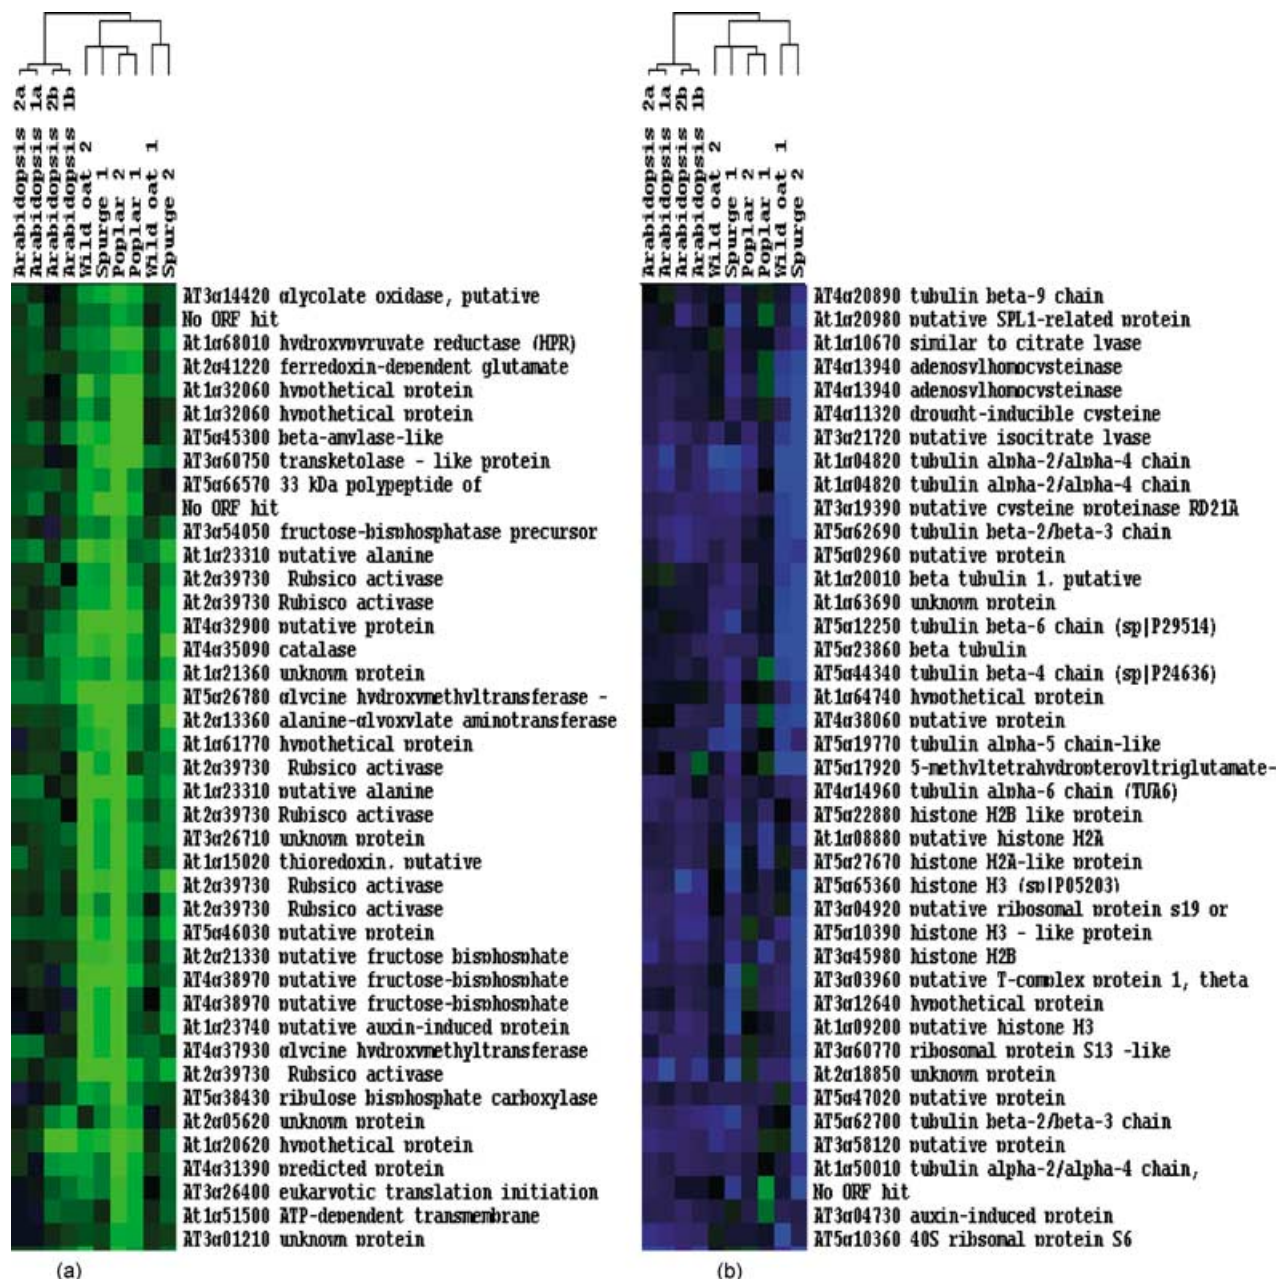 Arabidopsis 2a
Arabidopsis 1a
Arabidopsis 2b
Arabidopsis 1b
Wild oat 2
Spurge 1
Poplar 2
Poplar 1
Wild oat 1
Spurge 2
AT3g14420 glycolate oxidase, putative
No ORF hit
At1g68010 hydroxypyruvate reductase (HPR)
At2g41220 ferredoxin-dependent glutamate
At1g32060 hypothetical protein
At1g32060 hypothetical protein
AT5g45300 beta-amylase-like
AT3g60750 transketolase - like protein
AT5g66570 33 kDa polypeptide of
No ORF hit
AT3g54050 fructose-bisphosphatase precursor
At1g23310 putative alanine
At2g39730 Rubsico activase
At2g39730 Rubisco activase
AT4g32900 putative protein
AT4g35090 catalase
At1g21360 unknown protein
AT5g26780 glycine hydroxymethyltransferase -
At2g13360 alanine-glyoxylate aminotransferase
At1g61770 hypothetical protein
At2g39730 Rubsico activase
At1g23310 putative alanine
At2g39730 Rubisco activase
AT3g26710 unknown protein
At1g15020 thioredoxin, putative
At2g39730 Rubsico activase
At2g39730 Rubsico activase
AT5g46030 putative protein
At2g21330 putative fructose bisphosphate
AT4g38970 putative fructose-bisphosphate
AT4g38970 putative fructose-bisphosphate
At1g23740 putative auxin-induced protein
AT4g37930 glycine hydroxymethyltransferase
At2g39730 Rubsico activase
AT5g38430 ribulose bisphosphate carboxylase
At2g05620 unknown protein
At1g20620 hypothetical protein
AT4g31390 predicted protein
AT3g26400 eukaryotic translation initiation
At1g51500 ATP-dependent transmembrane
AT3g01210 unknown protein
(a)
Arabidopsis 2a
Arabidopsis 1a
Arabidopsis 2b
Arabidopsis 1b
Wild oat 2
Spurge 1
Poplar 2
Poplar 1
Wild oat 1
Spurge 2
AT4g20890 tubulin beta-9 chain
At1g20980 putative SPL1-related protein
At1g10670 similar to citrate lyase
AT4g13940 adenosylhomocysteinase
AT4g13940 adenosylhomocysteinase
AT4g11320 drought-inducible cysteine
AT3g21720 putative isocitrate lyase
At1g04820 tubulin alpha-2/alpha-4 chain
At1g04820 tubulin alpha-2/alpha-4 chain
AT3g19390 putative cysteine proteinase RD21A
AT5g62690 tubulin beta-2/beta-3 chain
AT5g02960 putative protein
At1g20010 beta tubulin 1, putative
At1g63690 unknown protein
AT5g12250 tubulin beta-6 chain (sp|P29514)
AT5g23860 beta tubulin
AT5g44340 tubulin beta-4 chain (sp|P24636)
At1g64740 hypothetical protein
AT4g38060 putative protein
AT5g19770 tubulin alpha-5 chain-like
AT5g17920 5-methyltetrahydropteroyltriglutamate-
AT4g14960 tubulin alpha-6 chain (TUA6)
AT5g22880 histone H2B like protein
At1g08880 putative histone H2A
AT5g27670 histone H2A-like protein
AT5g65360 histone H3 (sp|P05203)
AT3g04920 putative ribosomal protein s19 or
AT5g10390 histone H3 - like protein
AT3g45980 histone H2B
AT3g03960 putative T-complex protein 1, theta
AT3g12640 hypothetical protein
At1g09200 putative histone H3
AT3g60770 ribosomal protein S13 -like
At2g18850 unknown protein
AT5g47020 putative protein
AT5g62700 tubulin beta-2/beta-3 chain
AT3g58120 putative protein
At1g50010 tubulin alpha-2/alpha-4 chain,
No ORF hit
AT3g04730 auxin-induced protein
AT5g10360 40S ribsomal protein S6
(b)